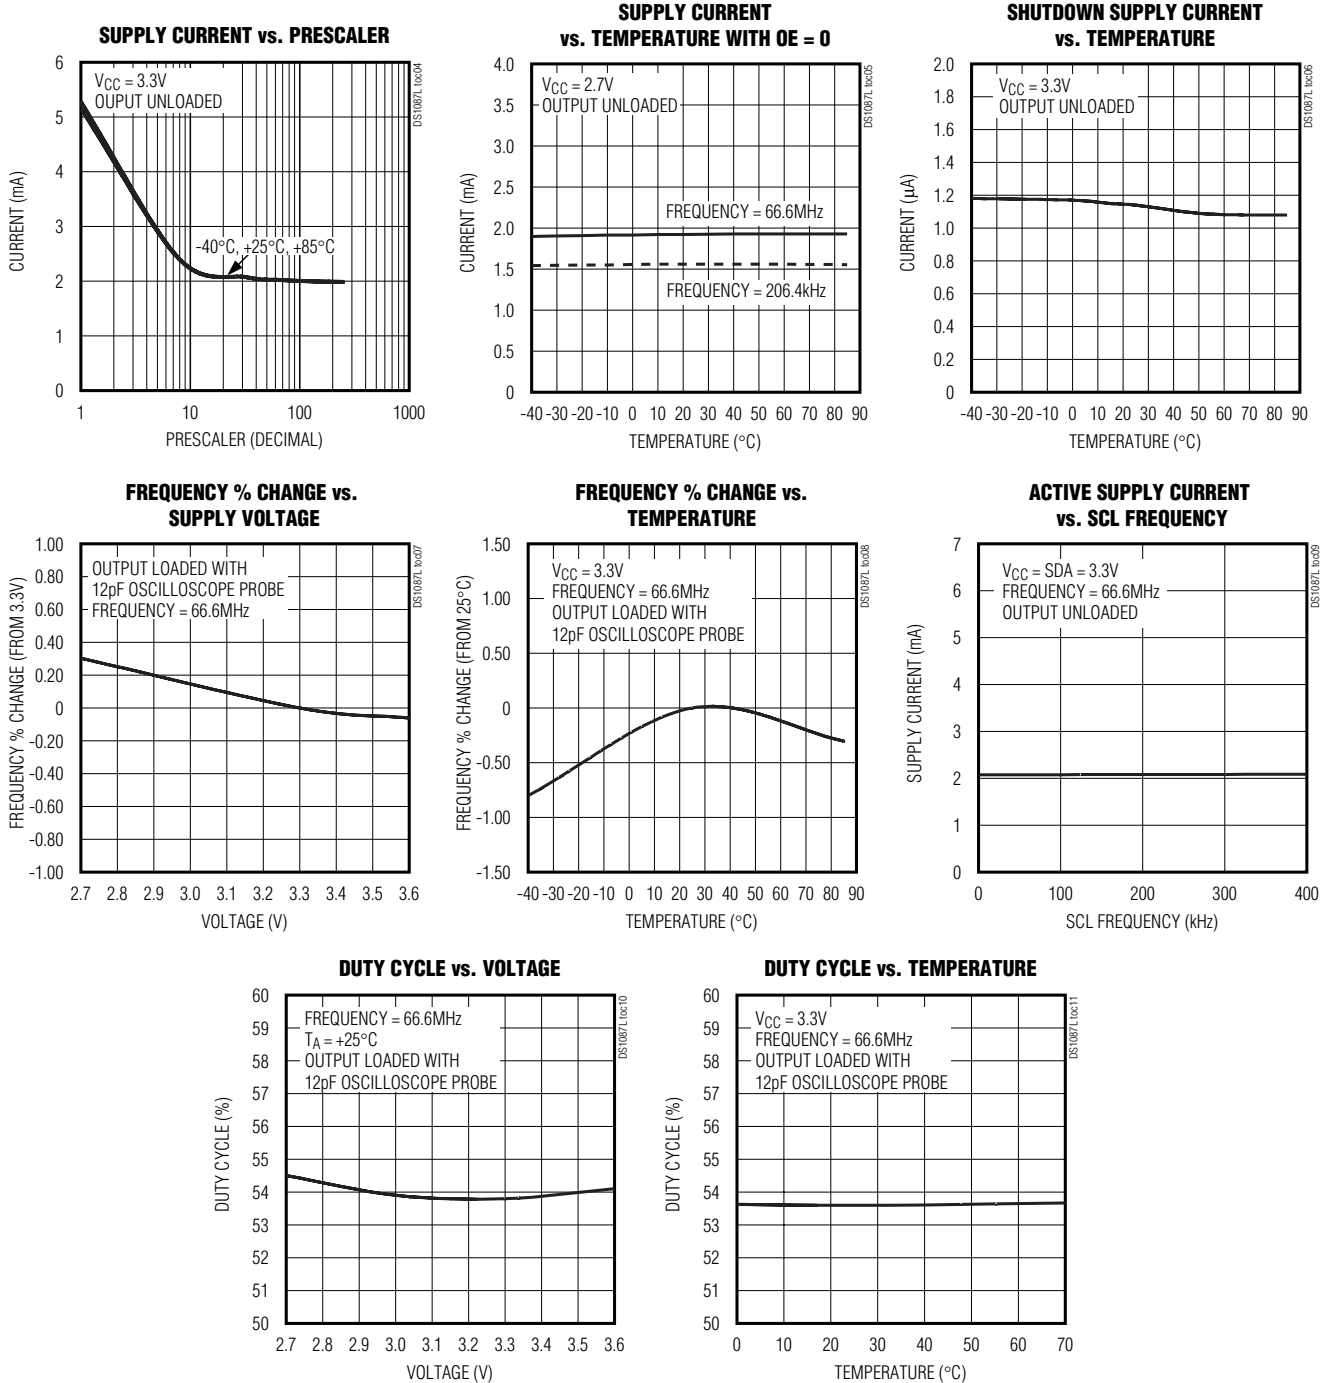 SUPPLY CURRENT vs. PRESCALER
6
5
4
3
2
1
0
CURRENT (mA)
VCC = 3.3V
OUPUT UNLOADED
-40°C, +25°C, +85°C
DS1087L toc04
1 10 100 1000
PRESCALER (DECIMAL)
SUPPLY CURRENT
vs. TEMPERATURE WITH OE = 0
4.0
3.5
3.0
2.5
2.0
1.5
1.0
0.5
0
CURRENT (mA)
VCC = 2.7V
OUTPUT UNLOADED
FREQUENCY = 66.6MHz
FREQUENCY = 206.4kHz
DS1087L toc05
-40 -30 -20 -10 0 10 20 30 40 50 60 70 80 90
TEMPERATURE (°C)
SHUTDOWN SUPPLY CURRENT
vs. TEMPERATURE
2.0
1.8
1.6
1.4
1.2
1.0
0.8
0.6
0.4
0.2
0
CURRENT (µA)
VCC = 3.3V
OUTPUT UNLOADED
DS1087L toc06
-40 -30 -20 -10 0 10 20 30 40 50 60 70 80 90
TEMPERATURE (°C)
FREQUENCY % CHANGE vs.
SUPPLY VOLTAGE
1.00
0.80
0.60
0.40
0.20
0
-0.20
-0.40
-0.60
-0.80
-1.00
FREQUENCY % CHANGE (FROM 3.3V)
OUTPUT LOADED WITH
12pF OSCILLOSCOPE PROBE
FREQUENCY = 66.6MHz
DS1087L toc07
2.7 2.8 2.9 3.0 3.1 3.2 3.3 3.4 3.5 3.6
VOLTAGE (V)
FREQUENCY % CHANGE vs.
TEMPERATURE
1.50
1.00
0.50
0
-0.50
-1.00
-1.50
FREQUENCY % CHANGE (FROM 25°C)
VCC = 3.3V
FREQUENCY = 66.6MHz
OUTPUT LOADED WITH
12pF OSCILLOSCOPE PROBE
DS1087L toc08
-40 -30 -20 -10 0 10 20 30 40 50 60 70 80 90
TEMPERATURE (°C)
ACTIVE SUPPLY CURRENT
vs. SCL FREQUENCY
7
6
5
4
3
2
1
0
SUPPLY CURRENT (mA)
VCC = SDA = 3.3V
FREQUENCY = 66.6MHz
OUTPUT UNLOADED
DS1087L toc09
0 100 200 300 400
SCL FREQUENCY (kHz)
DUTY CYCLE vs. VOLTAGE
60
59
58
57
56
55
54
53
52
51
50
DUTY CYCLE (%)
FREQUENCY = 66.6MHz
TA = +25°C
OUTPUT LOADED WITH
12pF OSCILLOSCOPE PROBE
DS1087L toc10
2.7 2.8 2.9 3.0 3.1 3.2 3.3 3.4 3.5 3.6
VOLTAGE (V)
DUTY CYCLE vs. TEMPERATURE
60
59
58
57
56
55
54
53
52
51
50
DUTY CYCLE (%)
VCC = 3.3V
FREQUENCY = 66.6MHz
OUTPUT LOADED WITH
12pF OSCILLOSCOPE PROBE
DS1087L toc11
0 10 20 30 40 50 60 70
TEMPERATURE (°C)